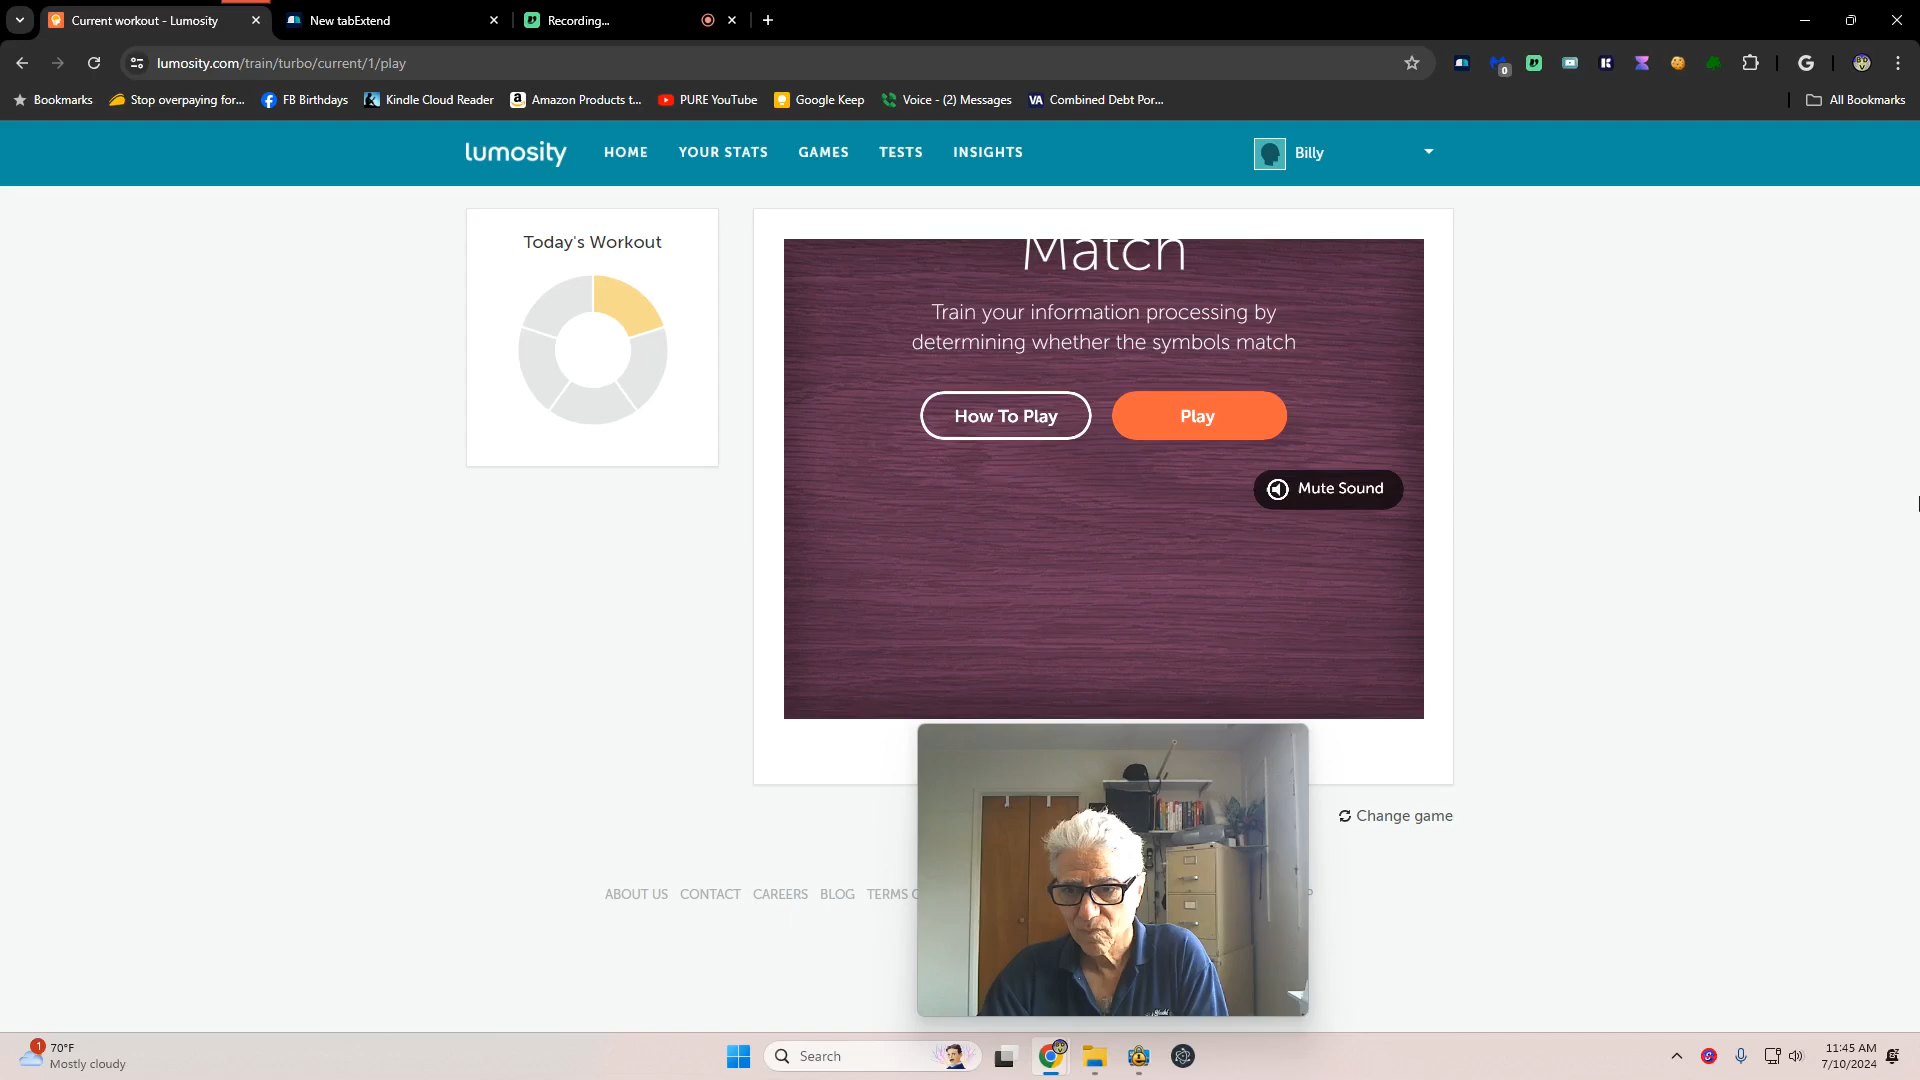 Current workout - Lumosity
New tabExtend
Recording...
lumosity.com/train/turbo/current/1/play
0
Bookmarks
Stop overpaying for...
FB Birthdays
Kindle Cloud Reader
Amazon Products t...
PURE YouTube
Google Keep
Voice - (2) Messages
VA Combined Debt Por...
All Bookmarks
lumosity
HOME
YOUR STATS
GAMES
TESTS
INSIGHTS
Billy
Today's Workout
Match
Train your information processing by
determining whether the symbols match
How To Play
Play
Mute Sound
Change game
ABOUT US
CONTACT
CAREERS
BLOG
TERMS
1
70°F
Mostly cloudy
Search
11:45 AM
7/10/2024